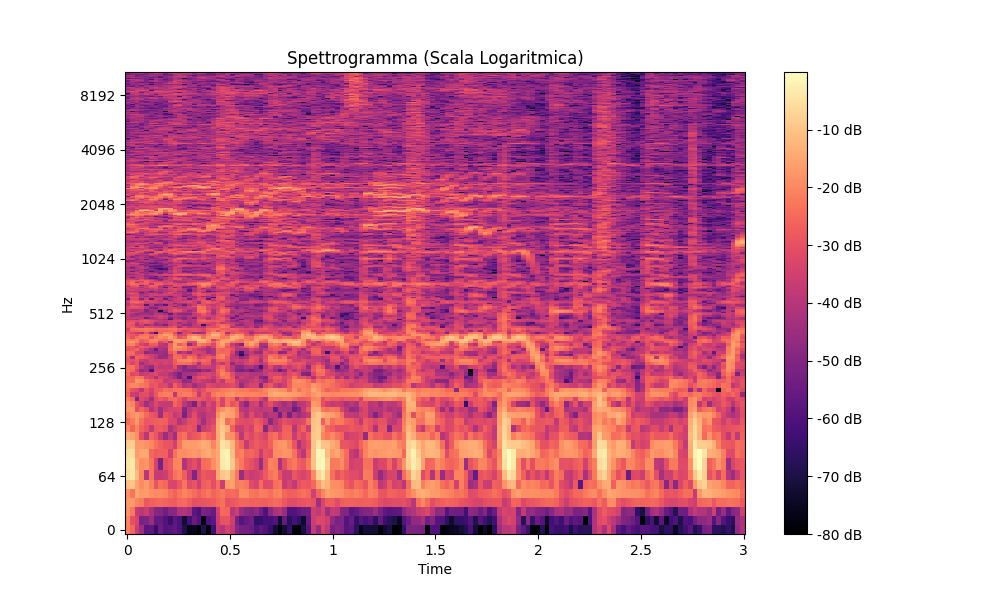 Spettrogramma (Scala Logaritmica)
Hz
8192
4096
2048
1024
512
256
128
64
0
0 0.5 1 1.5 2 2.5 3
Time
-10 dB
-20 dB
-30 dB
-40 dB
-50 dB
-60 dB
-70 dB
-80 dB